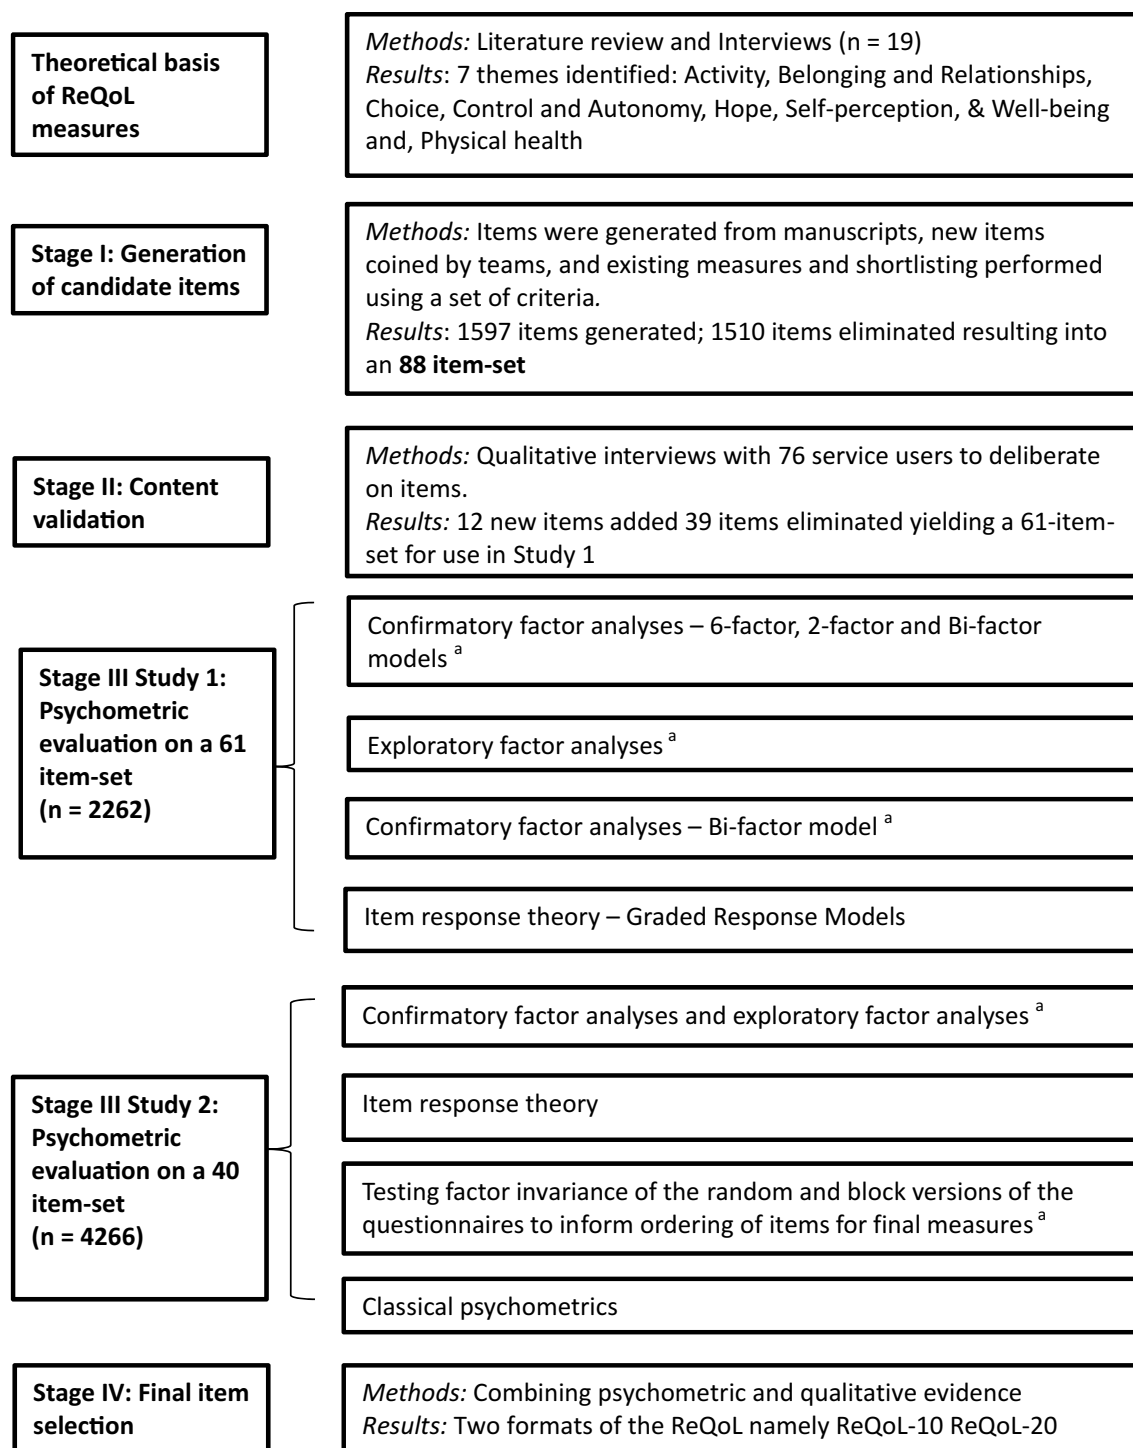 Theoretical basis
of ReQoL
measures
Methods: Literature review and Interviews (n = 19)
Results: 7 themes identified: Activity, Belonging and Relationships,
Choice, Control and Autonomy, Hope, Self-perception, & Well-being
and, Physical health
Stage I: Generation
of candidate items
Methods: Items were generated from manuscripts, new items
coined by teams, and existing measures and shortlisting performed
using a set of criteria.
Results: 1597 items generated; 1510 items eliminated resulting into
an 88 item-set
Stage II: Content
validation
Methods: Qualitative interviews with 76 service users to deliberate
on items.
Results: 12 new items added 39 items eliminated yielding a 61-item-
set for use in Study 1
Stage III Study 1:
Psychometric
evaluation on a 61
item-set
(n = 2262)
Confirmatory factor analyses – 6-factor, 2-factor and Bi-factor
models a
Exploratory factor analyses a
Confirmatory factor analyses – Bi-factor model a
Item response theory – Graded Response Models
Stage III Study 2:
Psychometric
evaluation on a 40
item-set
(n = 4266)
Confirmatory factor analyses and exploratory factor analyses a
Item response theory
Testing factor invariance of the random and block versions of the
questionnaires to inform ordering of items for final measures a
Classical psychometrics
Stage IV: Final item
selection
Methods: Combining psychometric and qualitative evidence
Results: Two formats of the ReQoL namely ReQoL-10 ReQoL-20